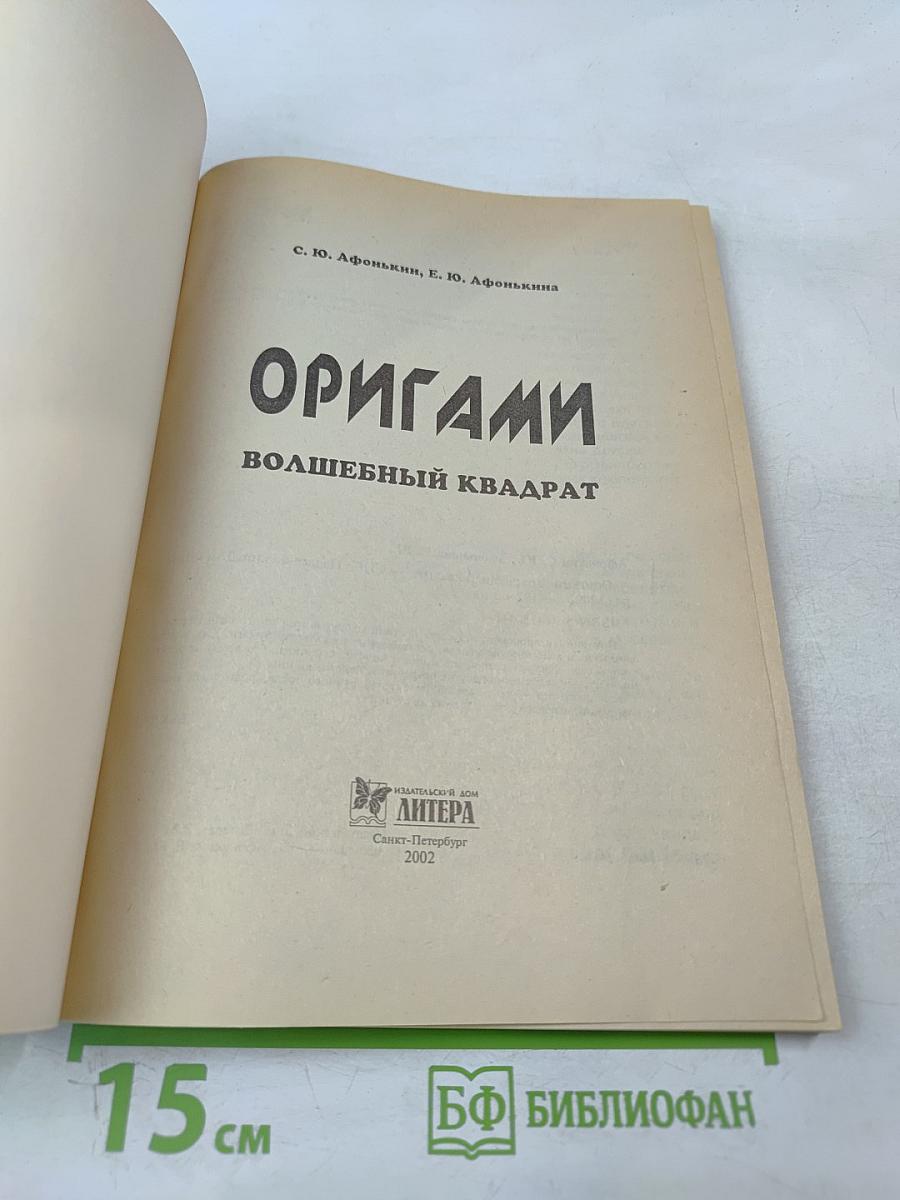 С. Ю. Афонькин, Е. Ю. Афонькина
ОРИГАМИ
ВОЛШЕБНЫЙ КВАДРАТ
ИЗДАТЕЛЬСКИЙ ДОМ
ЛИТЕРА
Санкт-Петербург
2002
15 см
БФ БИБЛИОФАН